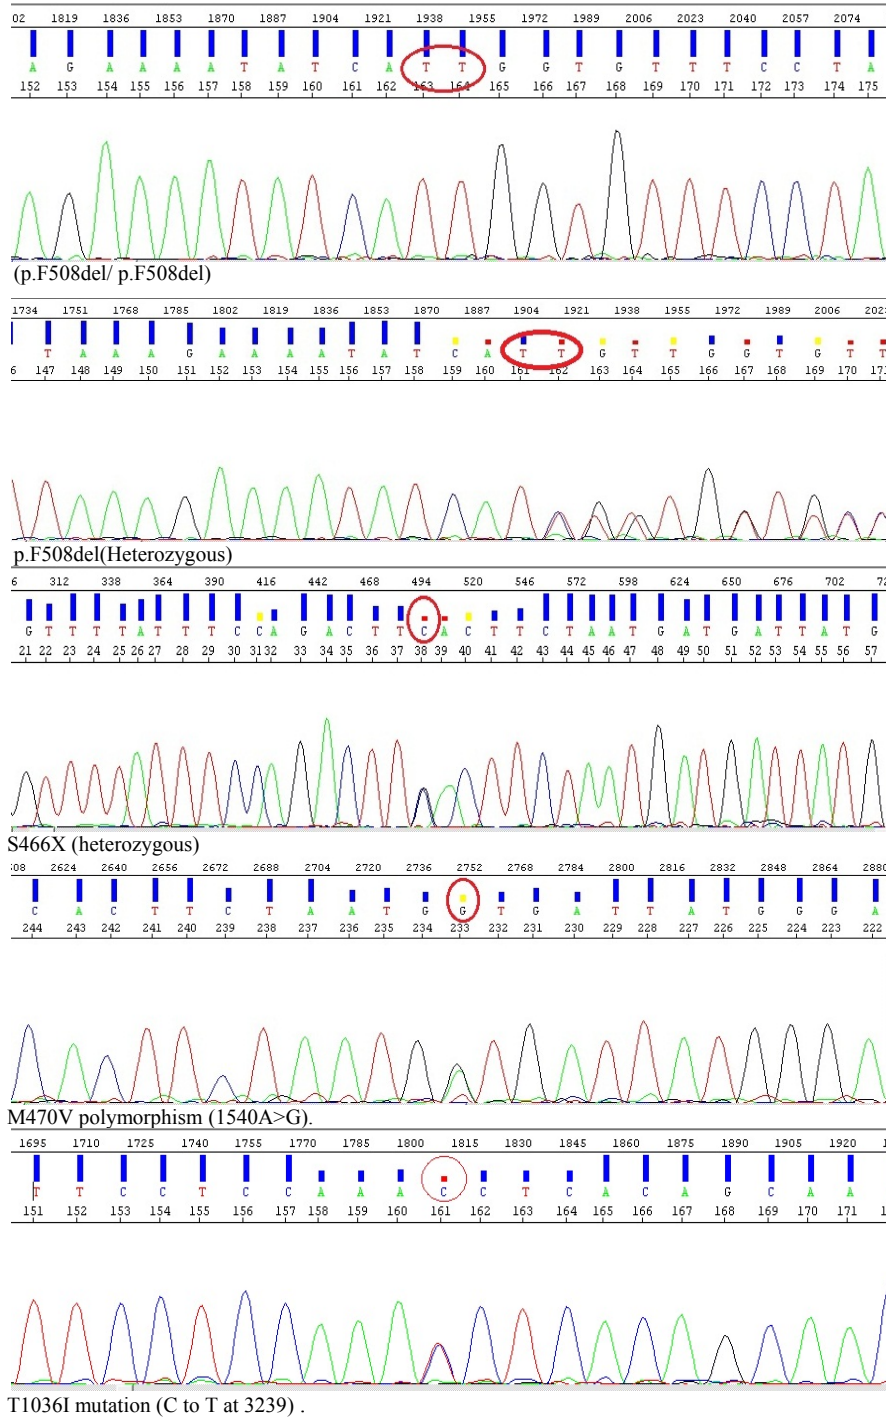 02 1819 1836 1853 1870 1887 1904 1921 1938 1955 1972 1989 2006 2023 2040 2057 2074
A G A A A A T A T C A T T G G T G T T T C C T A
152 153 154 155 156 157 158 159 160 161 162 163 164 165 166 167 168 169 170 171 172 173 174 175
(p.F508del/ p.F508del)
1734 1751 1768 1785 1802 1819 1836 1853 1870 1887 1904 1921 1938 1955 1972 1989 2006 2023
T A A A G A A A A T A T C A T T G T T G G T G T T
6 147 148 149 150 151 152 153 154 155 156 157 158 159 160 161 162 163 164 165 166 167 168 169 170 171
p.F508del(Heterozygous)
6 312 338 364 390 416 442 468 494 520 546 572 598 624 650 676 702 72
G T T T T A T T T C C A G A C T T C A C T T C T A A T G A T G A T T A T G
21 22 23 24 25 26 27 28 29 30 31 32 33 34 35 36 37 38 39 40 41 42 43 44 45 46 47 48 49 50 51 52 53 54 55 56 57
S466X (heterozygous)
608 2624 2640 2656 2672 2688 2704 2720 2736 2752 2768 2784 2800 2816 2832 2848 2864 2880
C A C T T C T A A T G G T G A T T A T G G G A
244 243 242 241 240 239 238 237 236 235 234 233 232 231 230 229 228 227 226 225 224 223 222
M470V polymorphism (1540A>G).
1695 1710 1725 1740 1755 1770 1785 1800 1815 1830 1845 1860 1875 1890 1905 1920
T T C C T C C A A A C C T C A C A G C A A
151 152 153 154 155 156 157 158 159 160 161 162 163 164 165 166 167 168 169 170 171
T1036I mutation (C to T at 3239) .